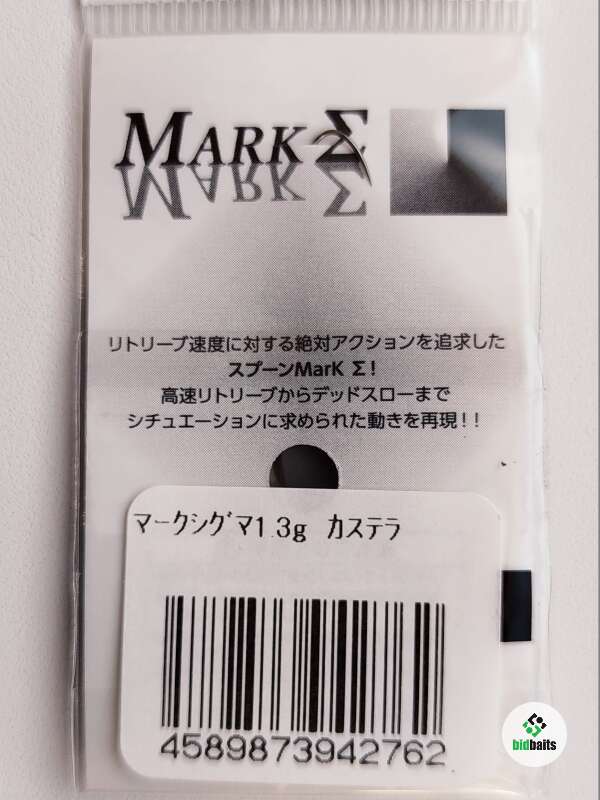 MARK Σ
リトリーブ速度に対する絶対アクションを追求した
スプーンMarK Σ!
高速リトリーブからデッドスローまで
シチュエーションに求められた動きを再現!!
マークシグマ1.3g カステラ
4589873942762
bidbaits